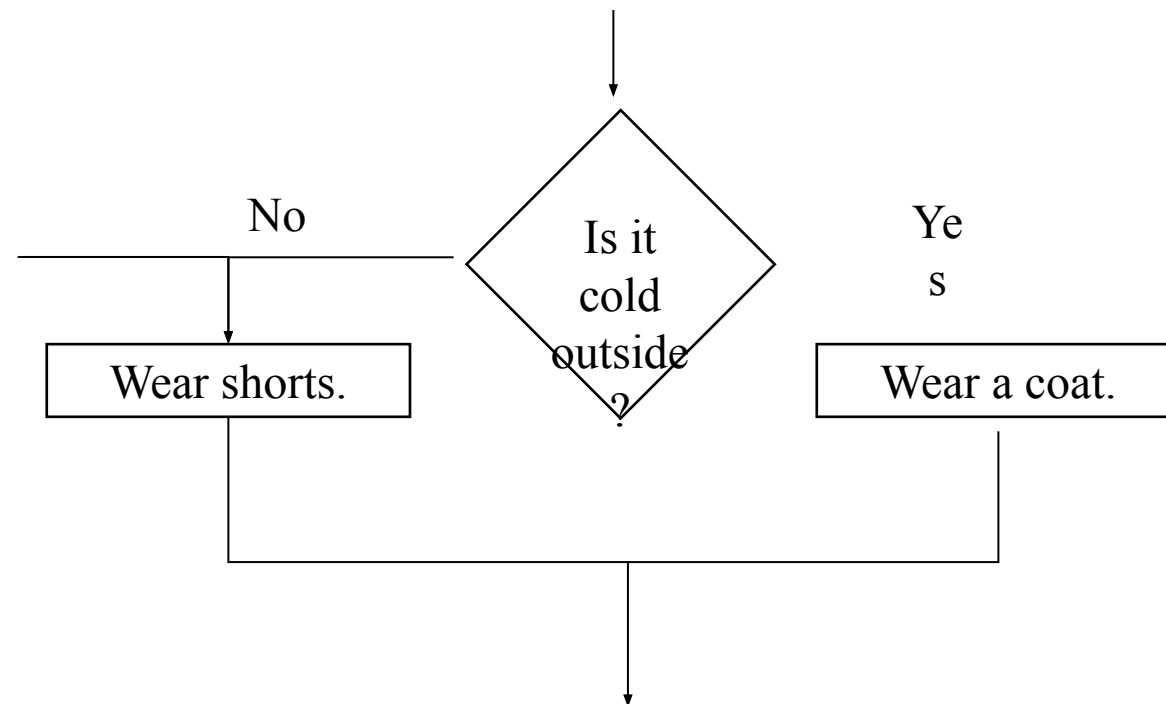 No
Is it
cold
outside
?
Ye
s
Wear shorts.
Wear a coat.